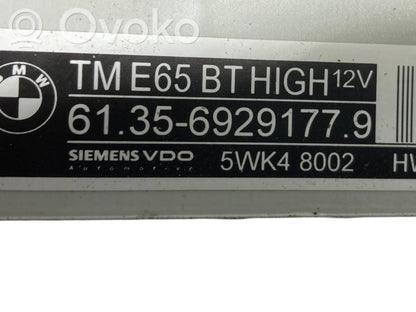 OVOKO
BMW
TM E65 BT HIGH 12V
61.35-6929177.9
SIEMENS VDO 5WK4 8002 HW
Automotive